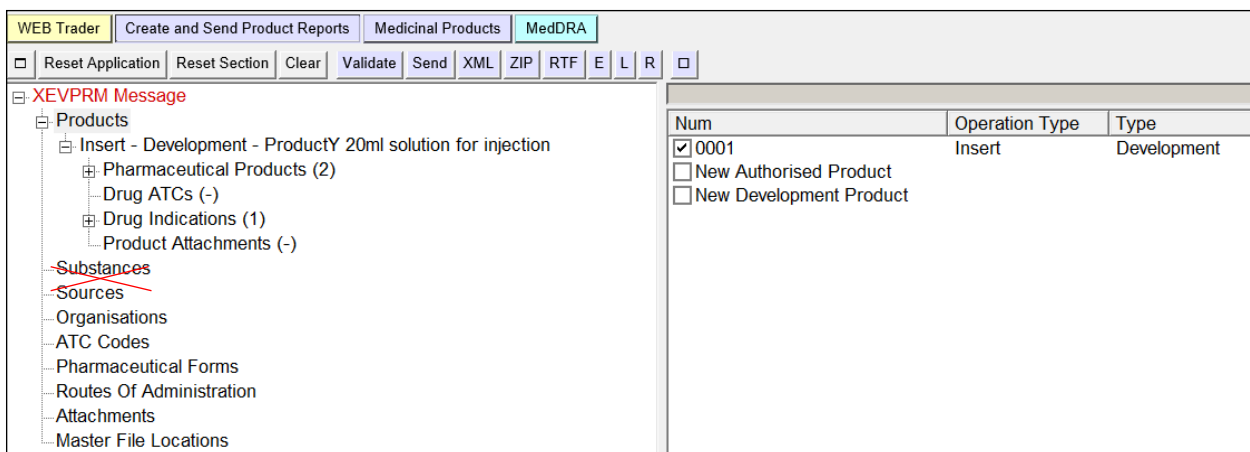 WEB Trader Create and Send Product Reports Medicinal Products MedDRA
Reset Application Reset Section Clear Validate Send XML ZIP RTF E L R
XEVPRM Message
Products
Insert - Development - ProductY 20ml solution for injection
Pharmaceutical Products (2)
Drug ATCs (-)
Drug Indications (1)
Product Attachments (-)
Substances
Sources
Organisations
ATC Codes
Pharmaceutical Forms
Routes Of Administration
Attachments
Master File Locations
Num Operation Type Type
0001 Insert Development
New Authorised Product
New Development Product